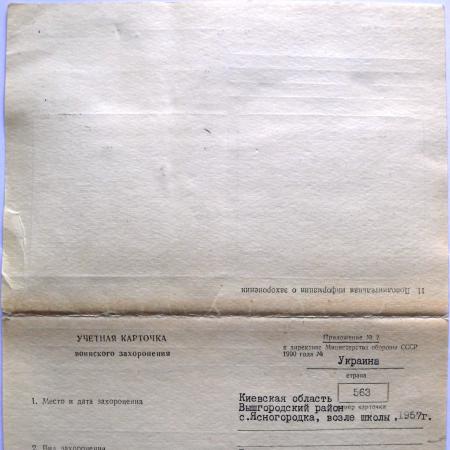 11. Дополнительная информация о захоронении
УЧЕТНАЯ КАРТОЧКА
воинского захоронения
Приложение № 2
к директиве Министерства обороны СССР
1990 года №
Украина
страна
563
номер карточки
1. Место и дата захоронения
Киевская область
Вышгородский район
с.Ясногородка, возле школы, 1957г.
2. Вид захоронения